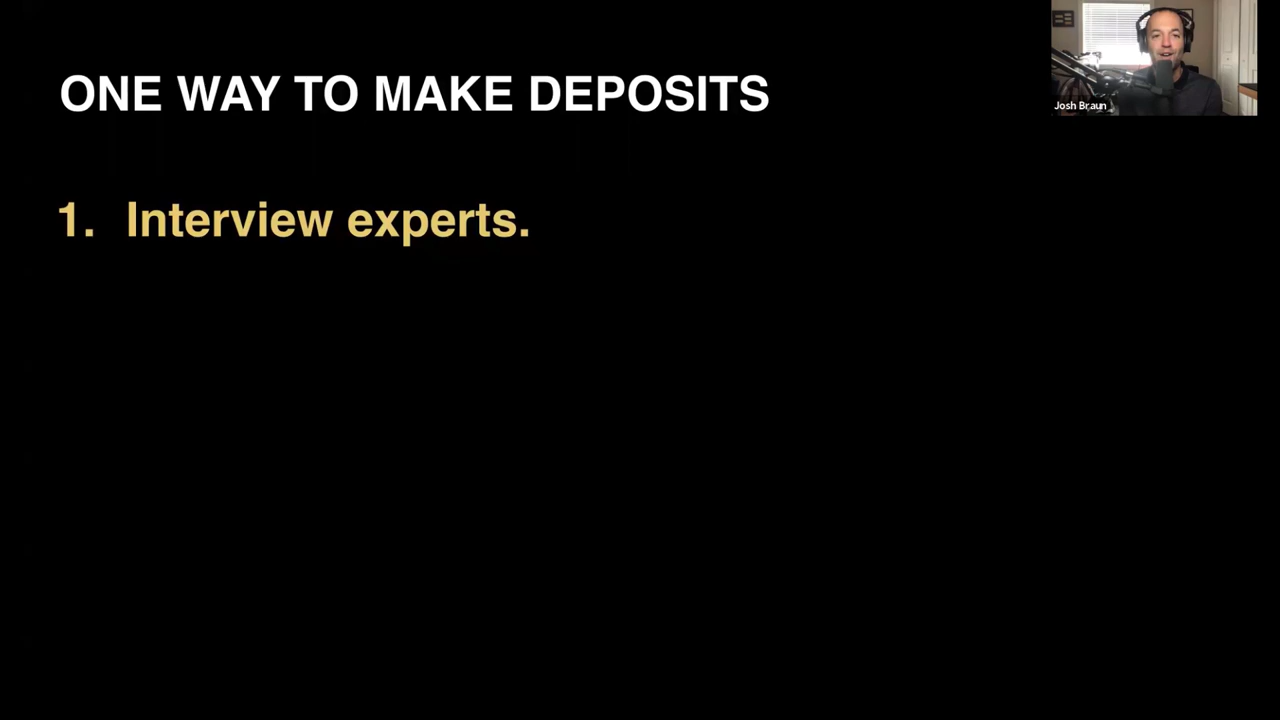 ONE WAY TO MAKE DEPOSITS
1. Interview experts.
Josh Braun